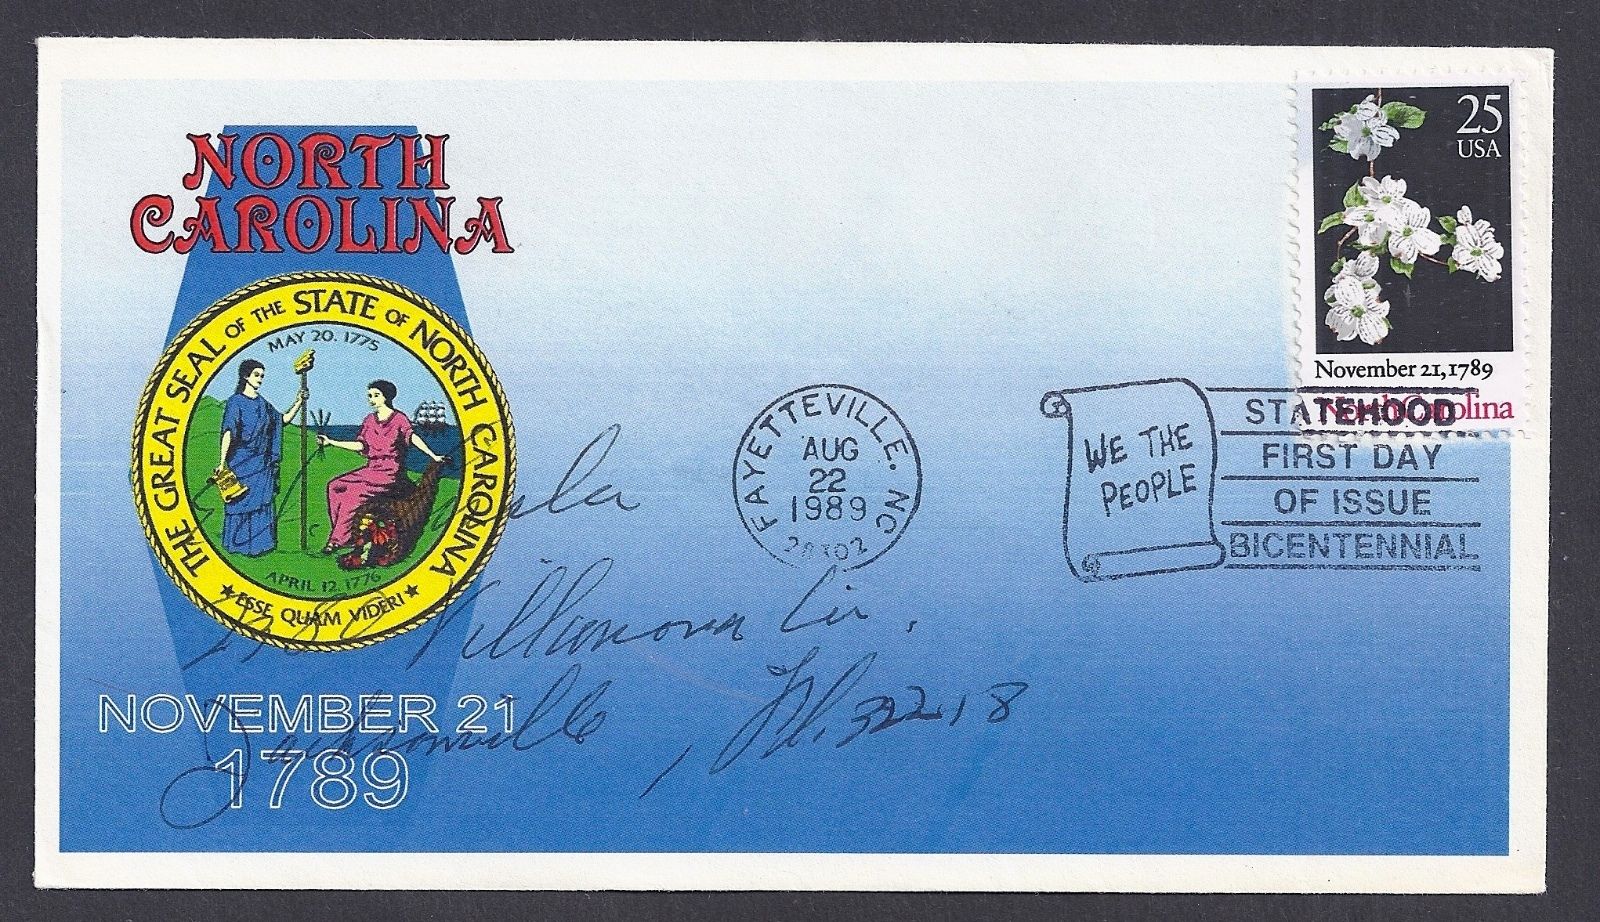 NORTH
CAROLINA
THE GREAT SEAL OF THE STATE OF NORTH CAROLINA
MAY 20. 1775
APRIL 12. 1776
★ ESSE QUAM VIDERI ★
NOVEMBER 21
1789
25
USA
November 21, 1789
North Carolina
FAYETTEVILLE. NC
AUG
22
1989
WE THE
PEOPLE
STATEHOOD
FIRST DAY
OF ISSUE
BICENTENNIAL
Villanova Cir.
Jacksonville, Fl. 32218